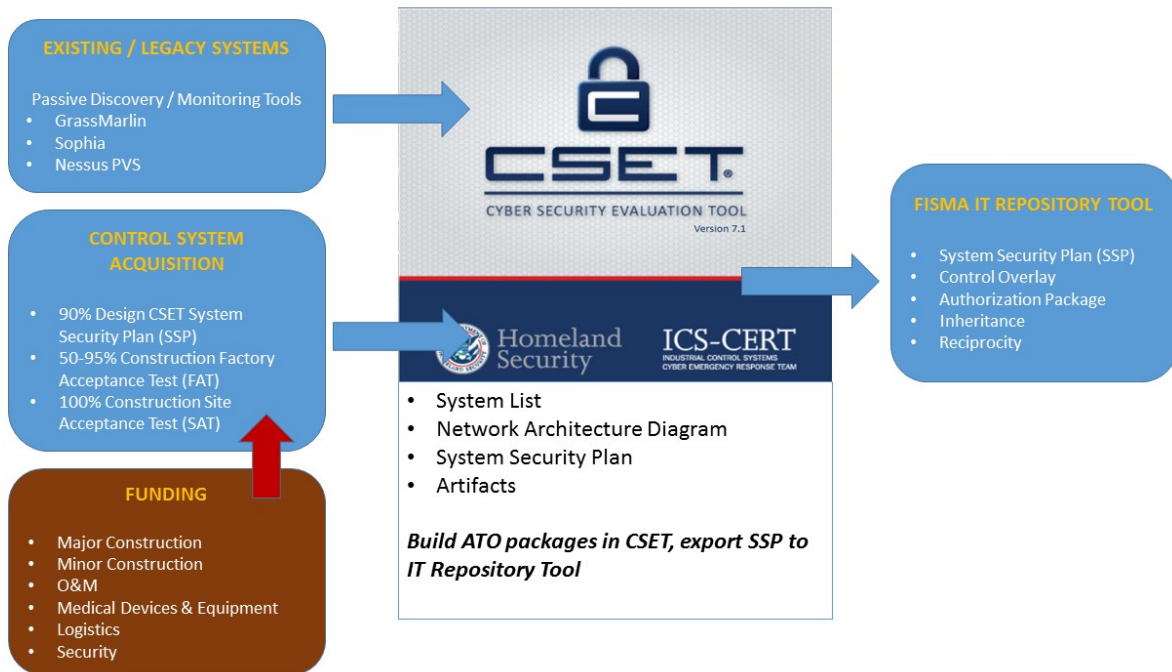 EXISTING / LEGACY SYSTEMS
Passive Discovery / Monitoring Tools
• GrassMarlin
• Sophia
• Nessus PVS
CONTROL SYSTEM
ACQUISITION
• 90% Design CSET System
Security Plan (SSP)
• 50-95% Construction Factory
Acceptance Test (FAT)
• 100% Construction Site
Acceptance Test (SAT)
FUNDING
• Major Construction
• Minor Construction
• O&M
• Medical Devices & Equipment
• Logistics
• Security
C
CSET®
CYBER SECURITY EVALUATION TOOL
Version 7.1
Homeland
Security
ICS-CERT
INDUSTRIAL CONTROL SYSTEMS
CYBER EMERGENCY RESPONSE TEAM
• System List
• Network Architecture Diagram
• System Security Plan
• Artifacts
Build ATO packages in CSET, export SSP to
IT Repository Tool
FISMA IT REPOSITORY TOOL
• System Security Plan (SSP)
• Control Overlay
• Authorization Package
• Inheritance
• Reciprocity